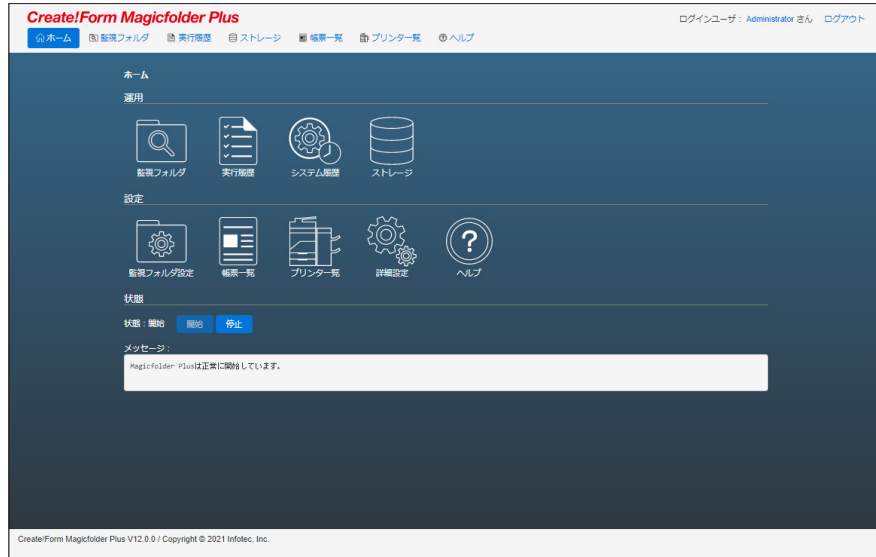 Create!Form Magicfolder Plus
ログインユーザ： Administrator さん ログアウト
ホーム 監視フォルダ 実行履歴 ストレージ 帳票一覧 プリンタ一覧 ヘルプ
ホーム
運用
監視フォルダ 実行履歴 システム履歴 ストレージ
設定
監視フォルダ設定 帳票一覧 プリンタ一覧 詳細設定 ヘルプ
状態
状態：開始 開始 停止
メッセージ：
Magicfolder Plusは正常に開始しています。
Create!Form Magicfolder Plus V12.0.0 / Copyright © 2021 Infotec, Inc.